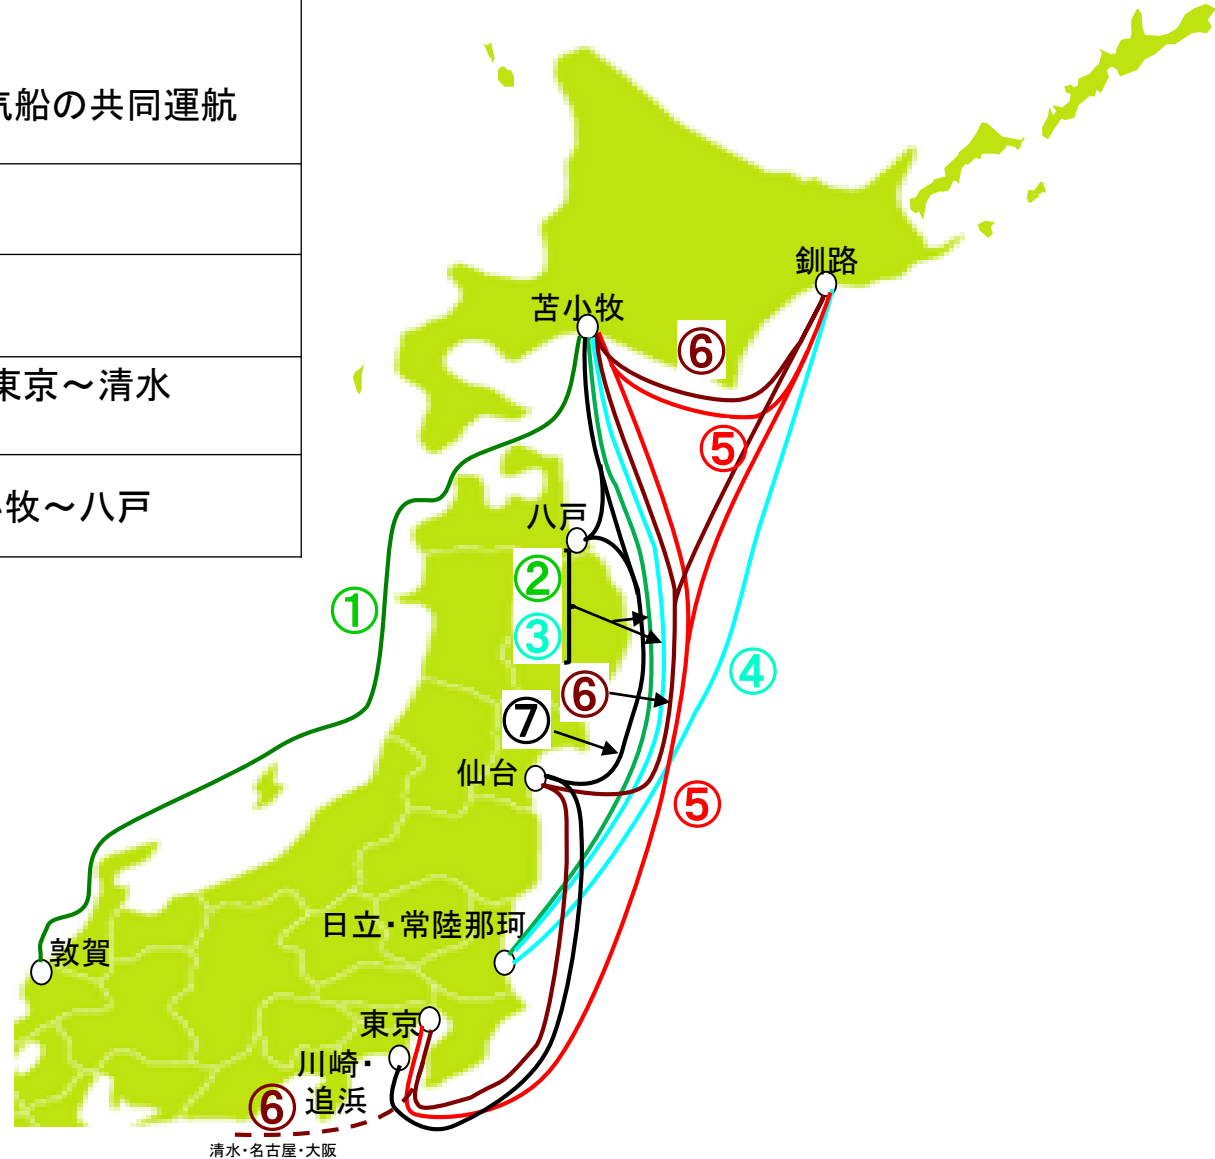 気船の共同運航
東京～清水
小牧～八戸
釧路
苫小牧
⑥
⑤
八戸
②
①
③
④
⑥
⑦
仙台
⑤
日立・常陸那珂
敦賀
東京
川崎・
追浜
⑥
清水・名古屋・大阪